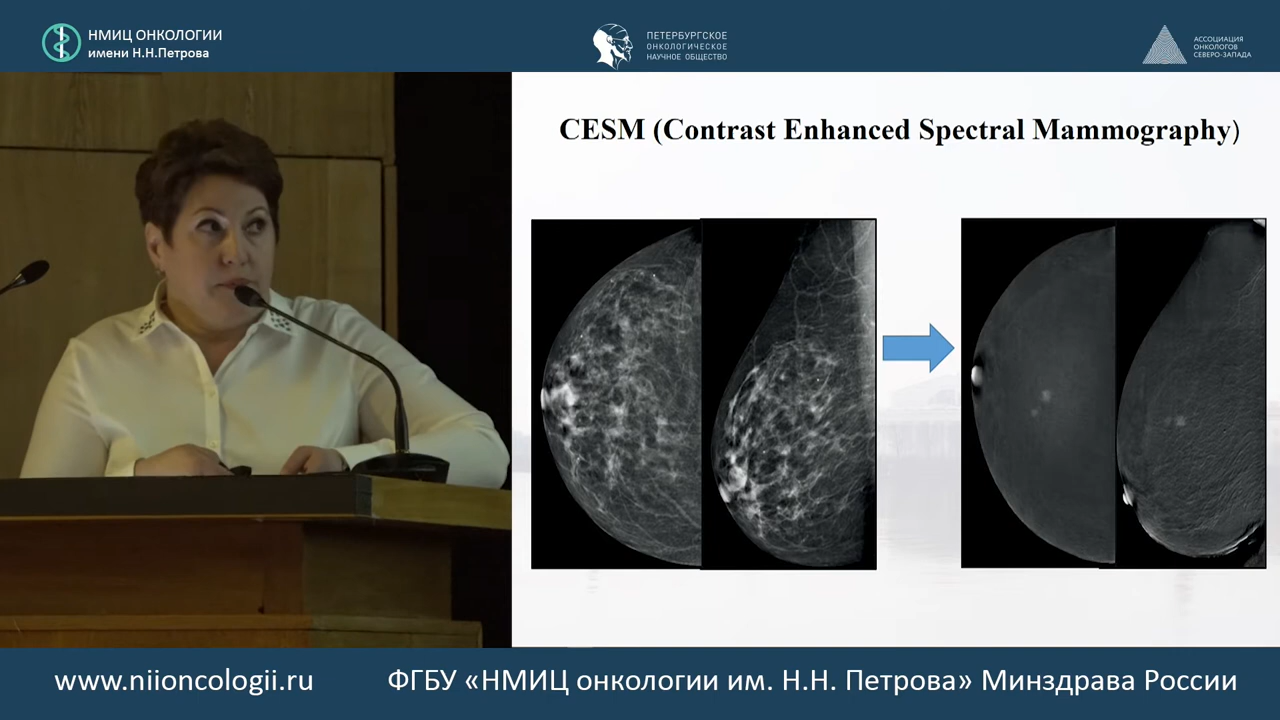 НМИЦ ОНКОЛОГИИ
имени Н.Н.Петрова
ПЕТЕРБУРГСКОЕ
ОНКОЛОГИЧЕСКОЕ
НАУЧНОЕ ОБЩЕСТВО
АССОЦИАЦИЯ
ОНКОЛОГОВ
СЕВЕРО-ЗАПАДА
CESM (Contrast Enhanced Spectral Mammography)
www.niioncologii.ru
ФГБУ «НМИЦ онкологии им. Н.Н. Петрова» Минздрава России